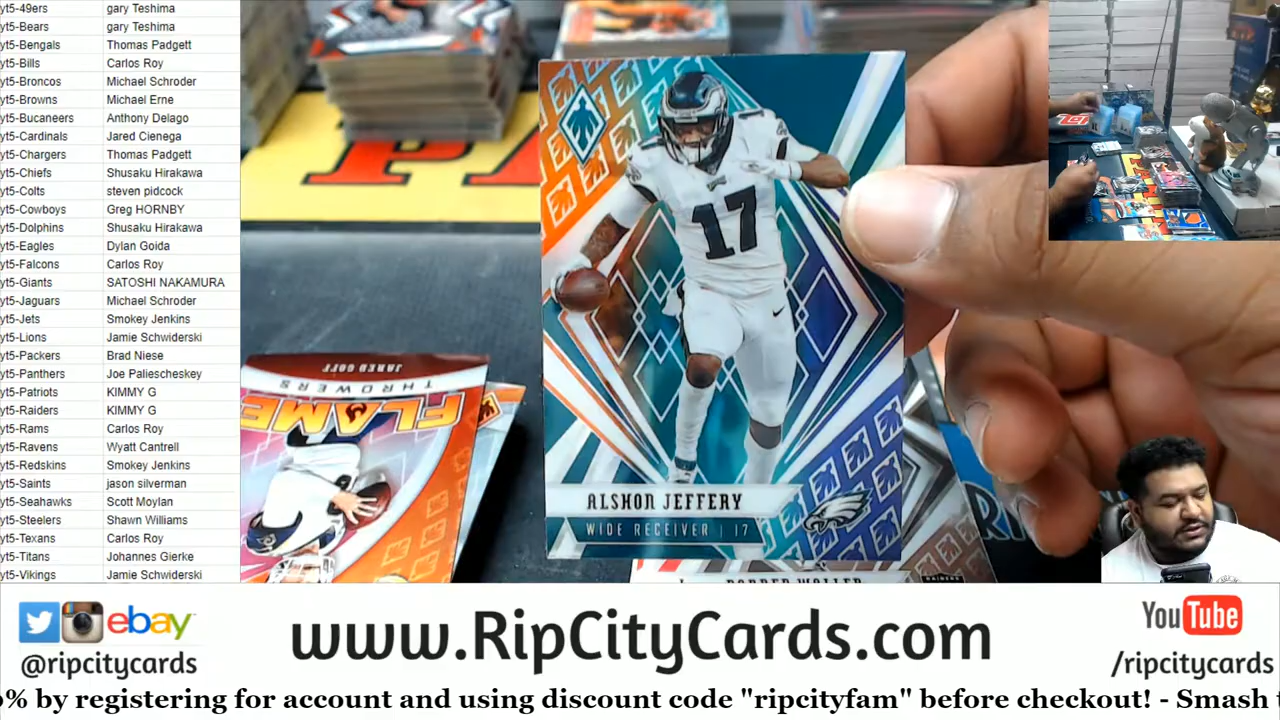 yt5-49ers gary Teshima
yt5-Bears gary Teshima
yt5-Bengals Thomas Padgett
yt5-Bills Carlos Roy
yt5-Broncos Michael Schroder
yt5-Browns Michael Erne
yt5-Bucaneers Anthony Delago
yt5-Cardinals Jared Cienega
yt5-Chargers Thomas Padgett
yt5-Chiefs Shusaku Hirakawa
yt5-Colts steven pidcock
yt5-Cowboys Greg HORNBY
yt5-Dolphins Shusaku Hirakawa
yt5-Eagles Dylan Goida
yt5-Falcons Carlos Roy
yt5-Giants SATOSHI NAKAMURA
yt5-Jaguars Michael Schroder
yt5-Jets Smokey Jenkins
yt5-Lions Jamie Schwiderski
yt5-Packers Brad Niese
yt5-Panthers Joe Paliescheskey
yt5-Patriots KIMMY G
yt5-Raiders KIMMY G
yt5-Rams Carlos Roy
yt5-Ravens Wyatt Cantrell
yt5-Redskins Smokey Jenkins
yt5-Saints jason silverman
yt5-Seahawks Scott Moylan
yt5-Steelers Shawn Williams
yt5-Texans Carlos Roy
yt5-Titans Johannes Gierke
yt5-Vikings Jamie Schwiderski
17
ALSHON JEFFERY
WIDE RECEIVER | 17
JARED GOFF
THROWERS
FLAME
DARREN WALLER
RAIDERS
ebay
@ripcitycards
www.RipCityCards.com
YouTube
/ripcitycards
% by registering for account and using discount code "ripcityfam" before checkout! - Smash